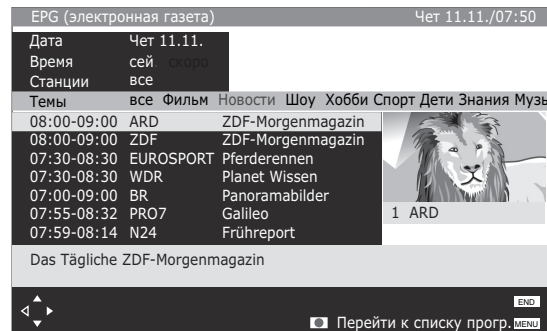 EPG (электронная газета) Чет 11.11./07:50
Дата Чет 11.11.
Время сей скоро
Станции все
Темы все Фильм Новости Шоу Хобби Спорт Дети Знания Музы
08:00-09:00 ARD ZDF-Morgenmagazin
08:00-09:00 ZDF ZDF-Morgenmagazin
07:30-08:30 EUROSPORT Pferderennen
07:30-08:30 WDR Planet Wissen
07:00-09:00 BR Panoramabilder
07:55-08:32 PRO7 Galileo
07:59-08:14 N24 Frühreport
1 ARD
Das Tägliche ZDF-Morgenmagazin
END
Перейти к списку прогр. MENU